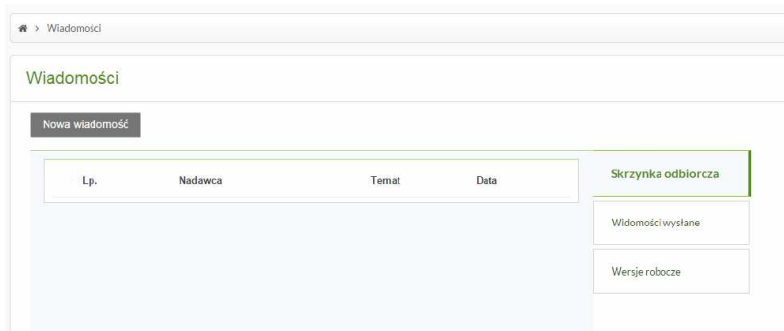 > Wiadomości
Wiadomości
Nowa wiadomość
Lp. Nadawca Temat Data
Skrzynka odbiorcza
Widomości wysłane
Wersje robocze